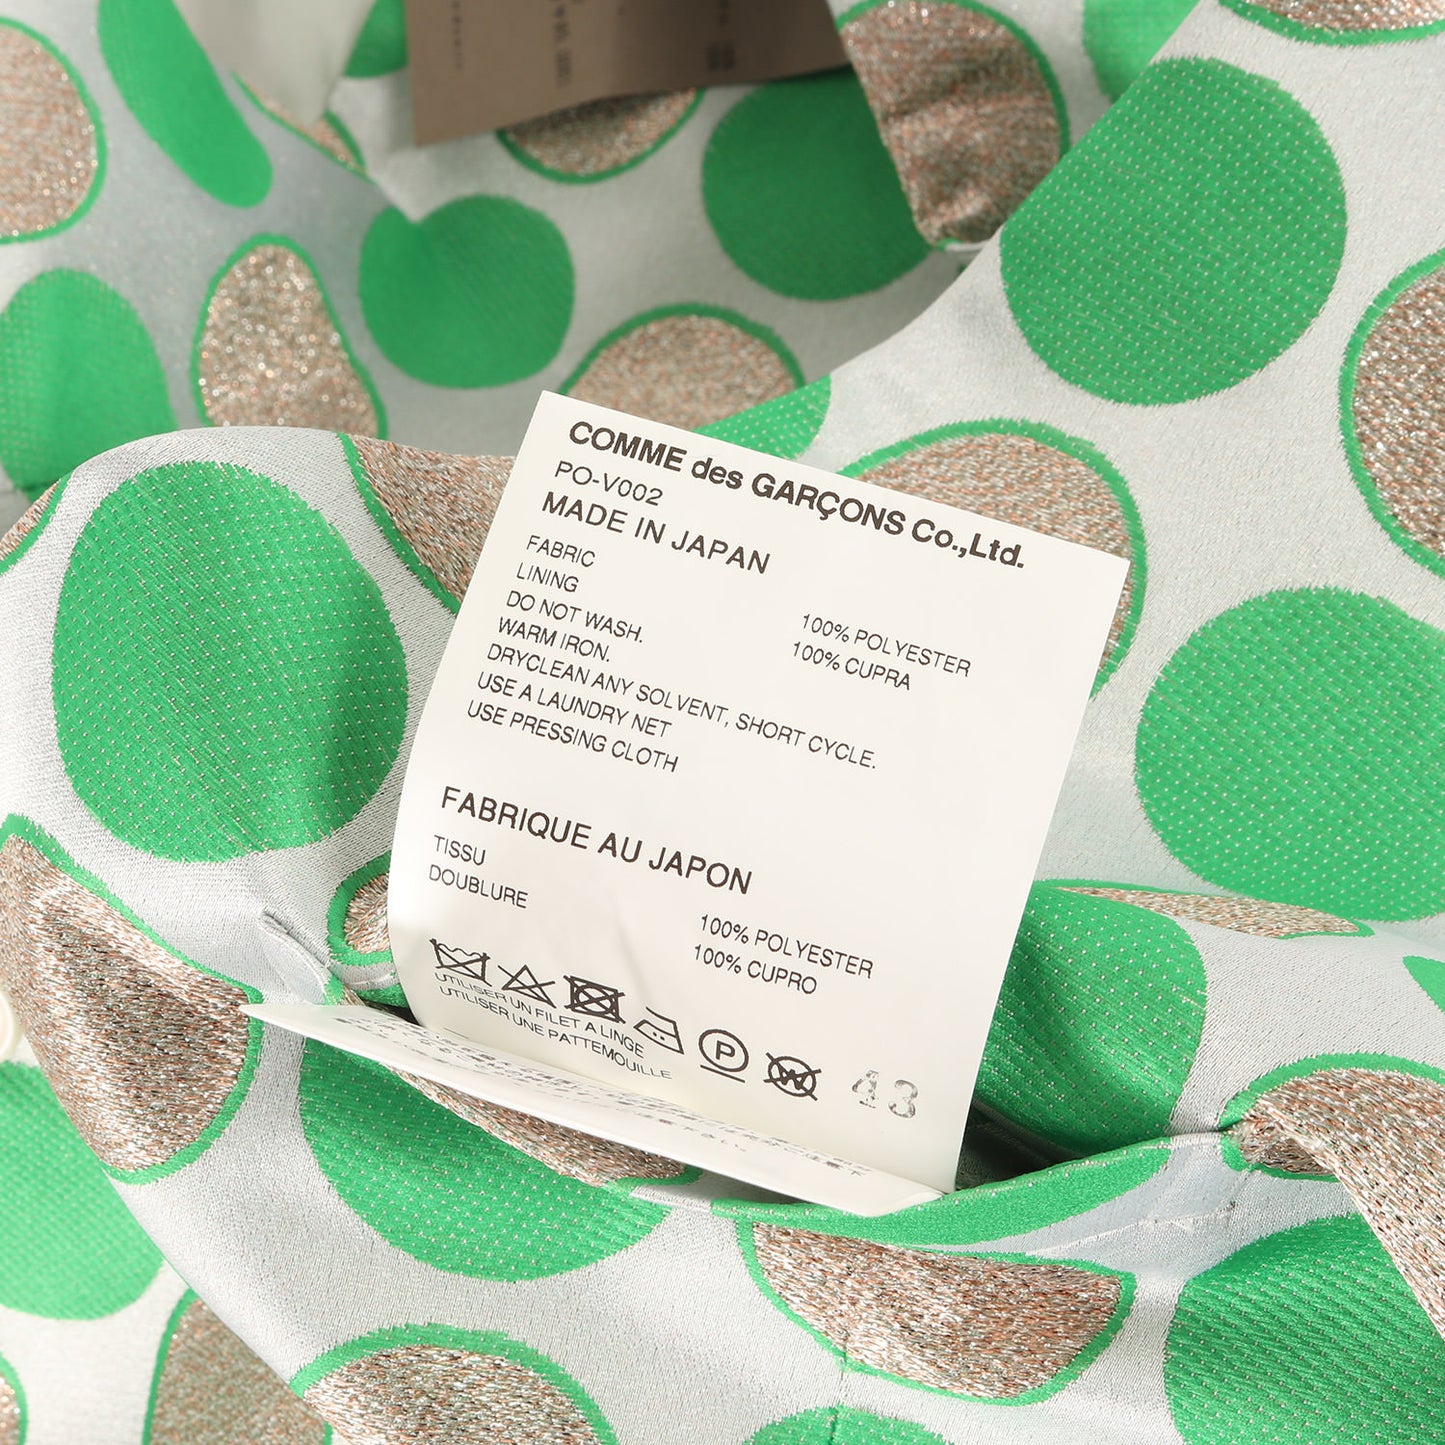 COMME des GARÇONS Co.,Ltd.
PO-V002
MADE IN JAPAN
FABRIC 100% POLYESTER
LINING 100% CUPRA
DO NOT WASH.
WARM IRON.
DRYCLEAN ANY SOLVENT, SHORT CYCLE.
USE A LAUNDRY NET
USE PRESSING CLOTH
FABRIQUE AU JAPON
TISSU 100% POLYESTER
DOUBLURE 100% CUPRO
P W 43
UTILISER UN FILET A LINGE
UTILISER UNE PATTEMOUILLE